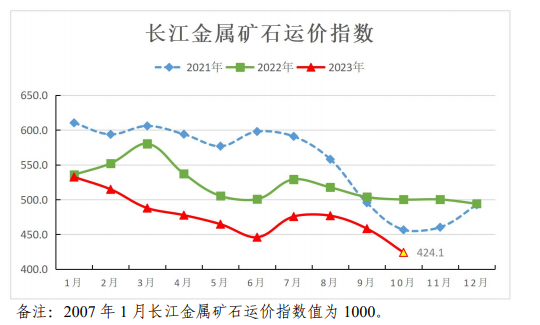 长江金属矿石运价指数
2021年 2022年 2023年
650.0
600.0
550.0
500.0
450.0
400.0
424.1
1月 2月 3月 4月 5月 6月 7月 8月 9月 10月 11月 12月
备注：2007 年 1 月长江金属矿石运价指数值为 1000。